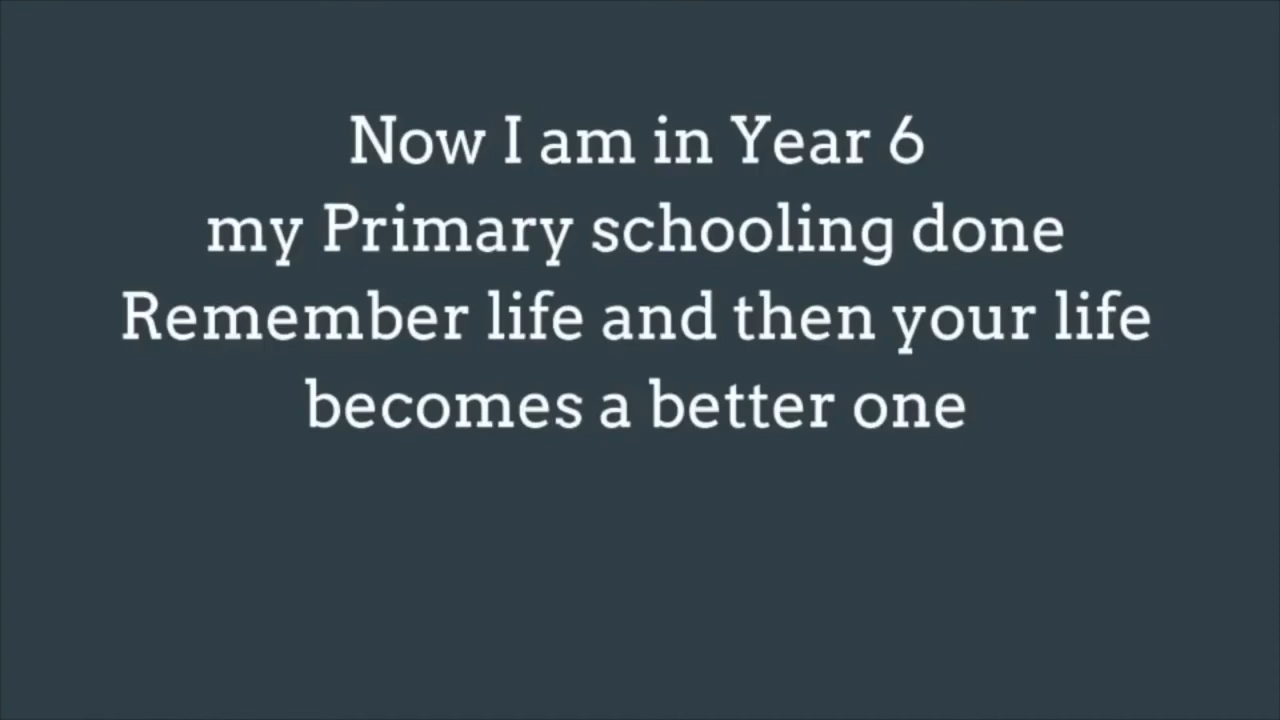 Now I am in Year 6
my Primary schooling done
Remember life and then your life
becomes a better one